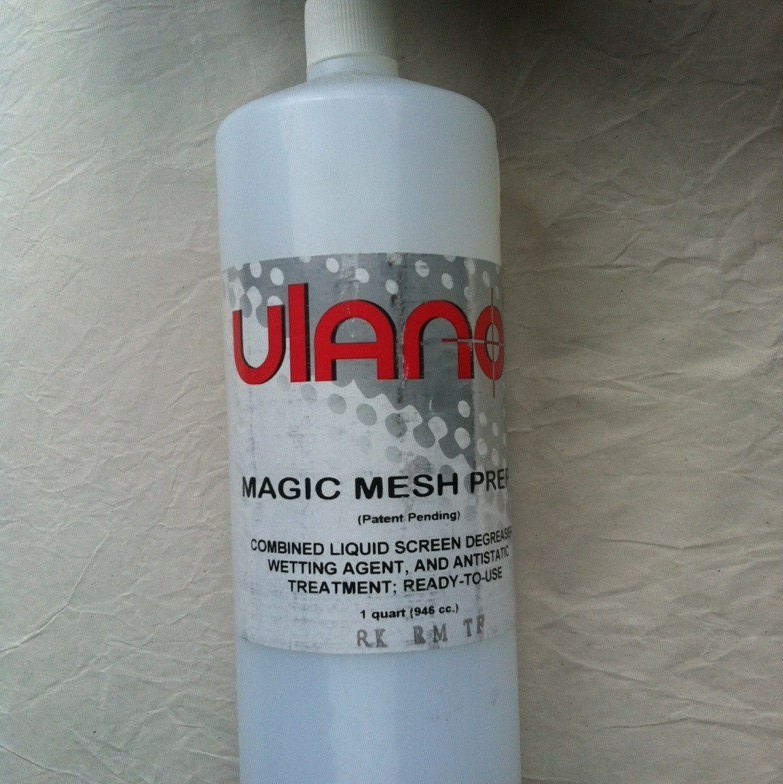 ulano
MAGIC MESH PREP
(Patent Pending)
COMBINED LIQUID SCREEN DEGREASER
WETTING AGENT, AND ANTISTATIC
TREATMENT; READY-TO-USE
1 quart (946 cc.)
RK RM TF